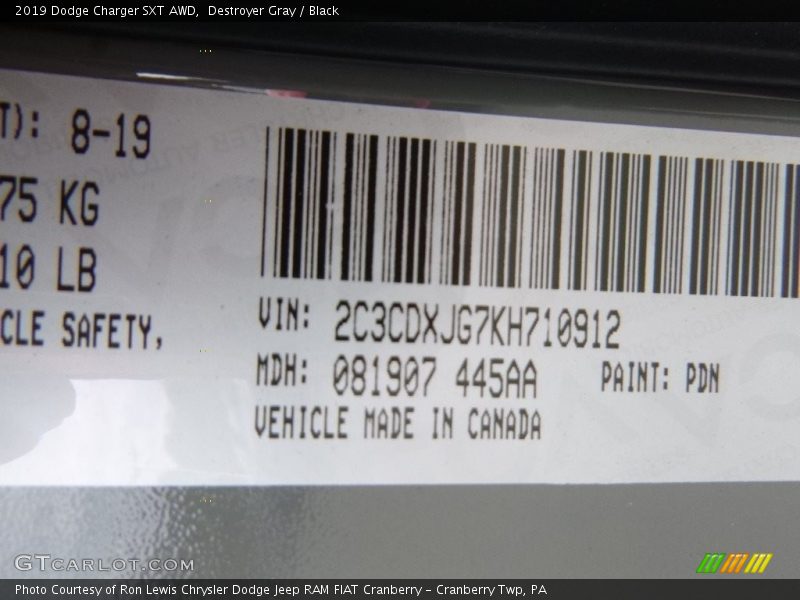 2019 Dodge Charger SXT AWD,  Destroyer Gray / Black
T): 8-19
75 KG
10 LB
CLE SAFETY,
VIN: 2C3CDXJG7KH710912
MDH: 081907 445AA PAINT: PDN
VEHICLE MADE IN CANADA
GTCARLOT.COM
Photo Courtesy of Ron Lewis Chrysler Dodge Jeep RAM FIAT Cranberry - Cranberry Twp, PA